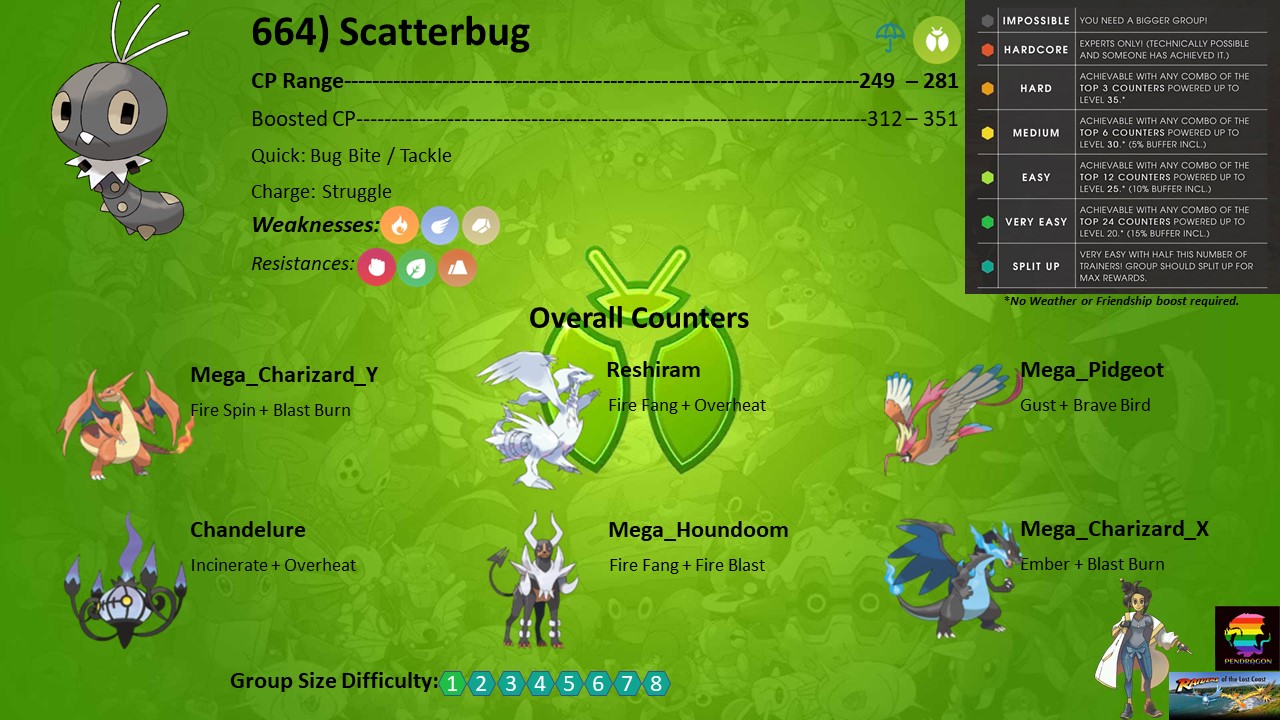 664) Scatterbug
CP Range--------------------------------------------------------------------------249 – 281
Boosted CP-------------------------------------------------------------------------312 – 351
Quick: Bug Bite / Tackle
Charge: Struggle
Weaknesses:
Resistances:
IMPOSSIBLE YOU NEED A BIGGER GROUP!
HARDCORE EXPERTS ONLY! (TECHNICALLY POSSIBLE
AND SOMEONE HAS ACHIEVED IT.)
HARD ACHIEVABLE WITH ANY COMBO OF THE
TOP 3 COUNTERS POWERED UP TO
LEVEL 35.*
MEDIUM ACHIEVABLE WITH ANY COMBO OF THE
TOP 6 COUNTERS POWERED UP TO
LEVEL 30.* (5% BUFFER INCL.)
EASY ACHIEVABLE WITH ANY COMBO OF THE
TOP 12 COUNTERS POWERED UP TO
LEVEL 25.* (10% BUFFER INCL.)
VERY EASY ACHIEVABLE WITH ANY COMBO OF THE
TOP 24 COUNTERS POWERED UP TO
LEVEL 20.* (15% BUFFER INCL.)
SPLIT UP VERY EASY WITH HALF THIS NUMBER OF
TRAINERS! GROUP SHOULD SPLIT UP FOR
MAX REWARDS.
*No Weather or Friendship boost required.
Overall Counters
Mega_Charizard_Y
Fire Spin + Blast Burn
Reshiram
Fire Fang + Overheat
Mega_Pidgeot
Gust + Brave Bird
Chandelure
Incinerate + Overheat
Mega_Houndoom
Fire Fang + Fire Blast
Mega_Charizard_X
Ember + Blast Burn
Group Size Difficulty: 1 2 3 4 5 6 7 8
PENDROGON
RAIDERS of the Lost Coast